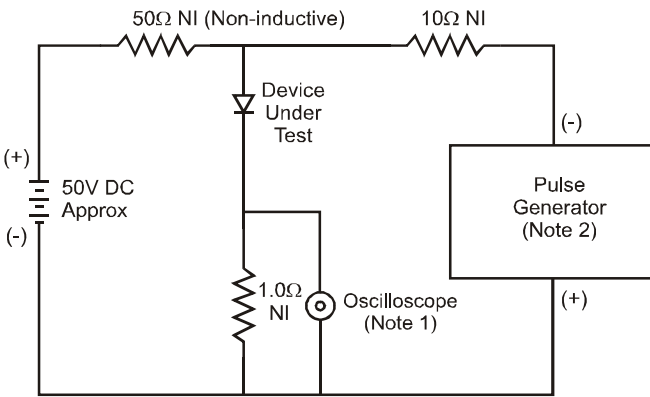 50Ω NI (Non-inductive)
10Ω NI
Device
Under
Test
(+)
50V DC
Approx
(-)
1.0Ω
NI
Oscilloscope
(Note 1)
(-)
Pulse
Generator
(Note 2)
(+)